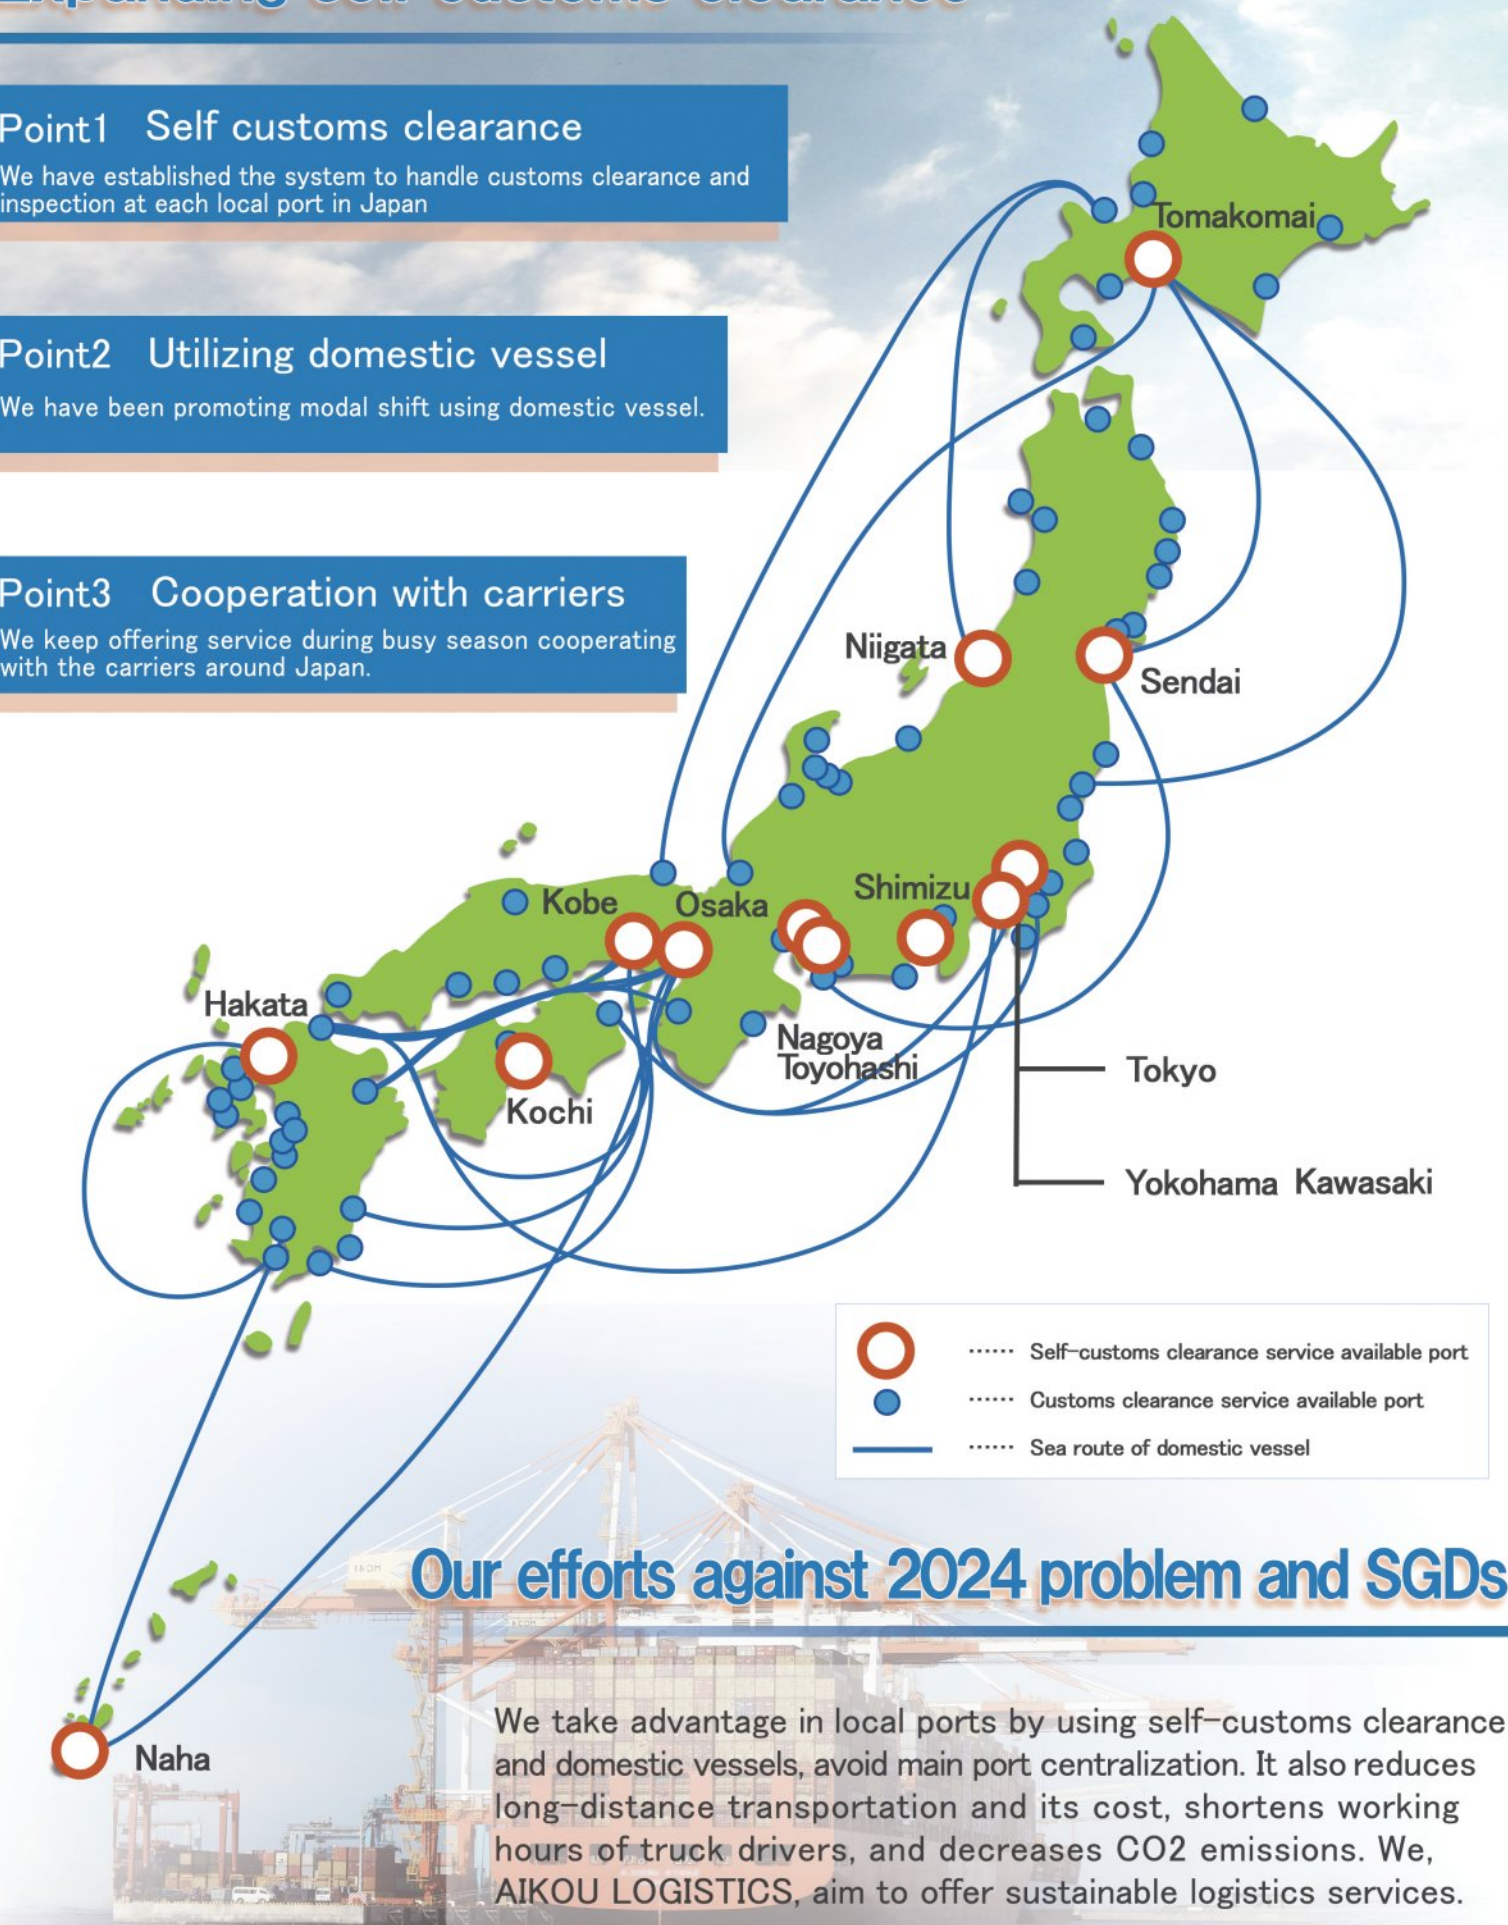 Expanding self customs clearance
Point1 Self customs clearance
We have established the system to handle customs clearance and
inspection at each local port in Japan
Point2 Utilizing domestic vessel
We have been promoting modal shift using domestic vessel.
Point3 Cooperation with carriers
We keep offering service during busy season cooperating
with the carriers around Japan.
Tomakomai
Niigata
Sendai
Shimizu
Kobe
Osaka
Hakata
Nagoya
Toyohashi
Kochi
Tokyo
Yokohama Kawasaki
Self-customs clearance service available port
Customs clearance service available port
Sea route of domestic vessel
Our efforts against 2024 problem and SGDs
Naha
We take advantage in local ports by using self-customs clearance
and domestic vessels, avoid main port centralization. It also reduces
long-distance transportation and its cost, shortens working
hours of truck drivers, and decreases CO2 emissions. We,
AIKOU LOGISTICS, aim to offer sustainable logistics services.